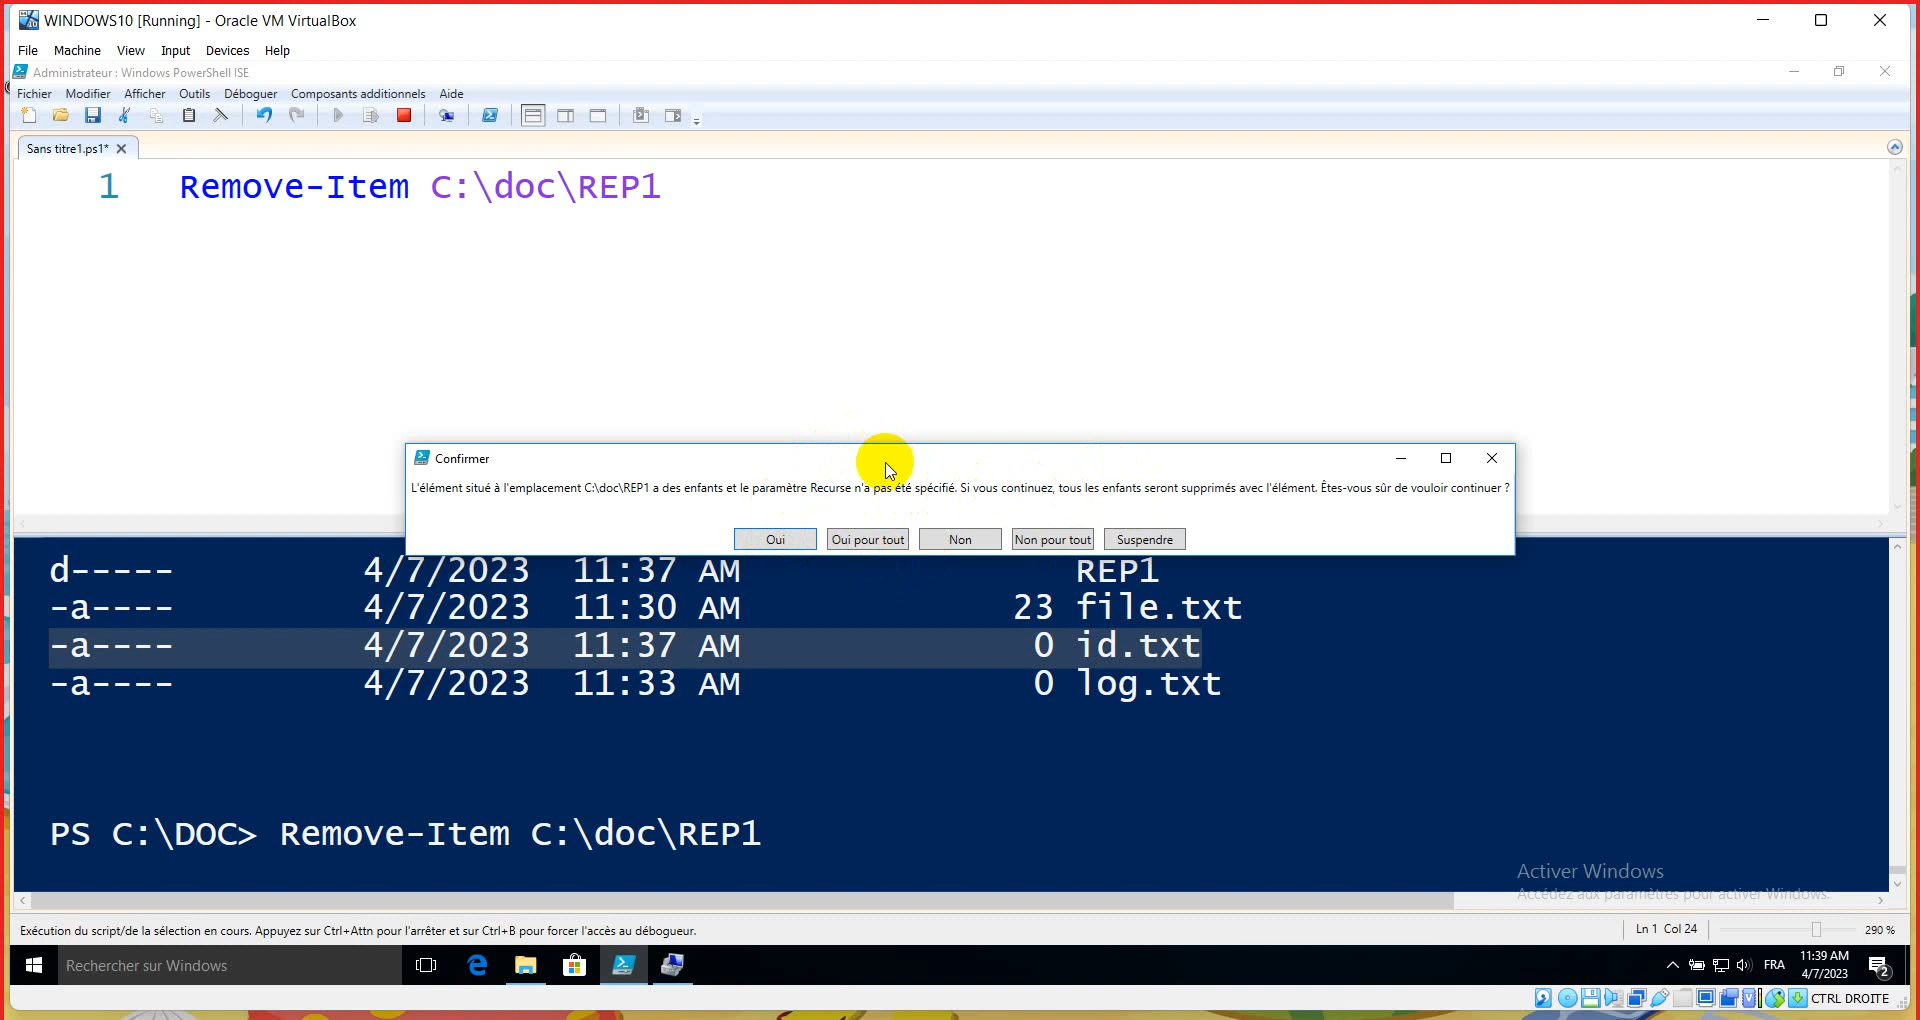 WINDOWS10 [Running] - Oracle VM VirtualBox
File Machine View Input Devices Help
Administrateur : Windows PowerShell ISE
Fichier Modifier Afficher Outils Déboguer Composants additionnels Aide
Sans titre1.ps1*
1 Remove-Item C:\doc\REP1
Confirmer
L'élément situé à l'emplacement C:\doc\REP1 a des enfants et le paramètre Recurse n'a pas été spécifié. Si vous continuez, tous les enfants seront supprimés avec l'élément. Êtes-vous sûr de vouloir continuer ?
Oui Oui pour tout Non Non pour tout Suspendre
d----- 4/7/2023 11:37 AM REP1
-a---- 4/7/2023 11:30 AM 23 file.txt
-a---- 4/7/2023 11:37 AM 0 id.txt
-a---- 4/7/2023 11:33 AM 0 log.txt
PS C:\DOC> Remove-Item C:\doc\REP1
Activer Windows
Accédez aux paramètres pour activer Windows.
Exécution du script/de la sélection en cours. Appuyez sur Ctrl+Attn pour l'arrêter et sur Ctrl+B pour forcer l'accès au débogueur.
Ln 1 Col 24
290 %
Rechercher sur Windows
FRA
11:39 AM
4/7/2023
2
CTRL DROITE